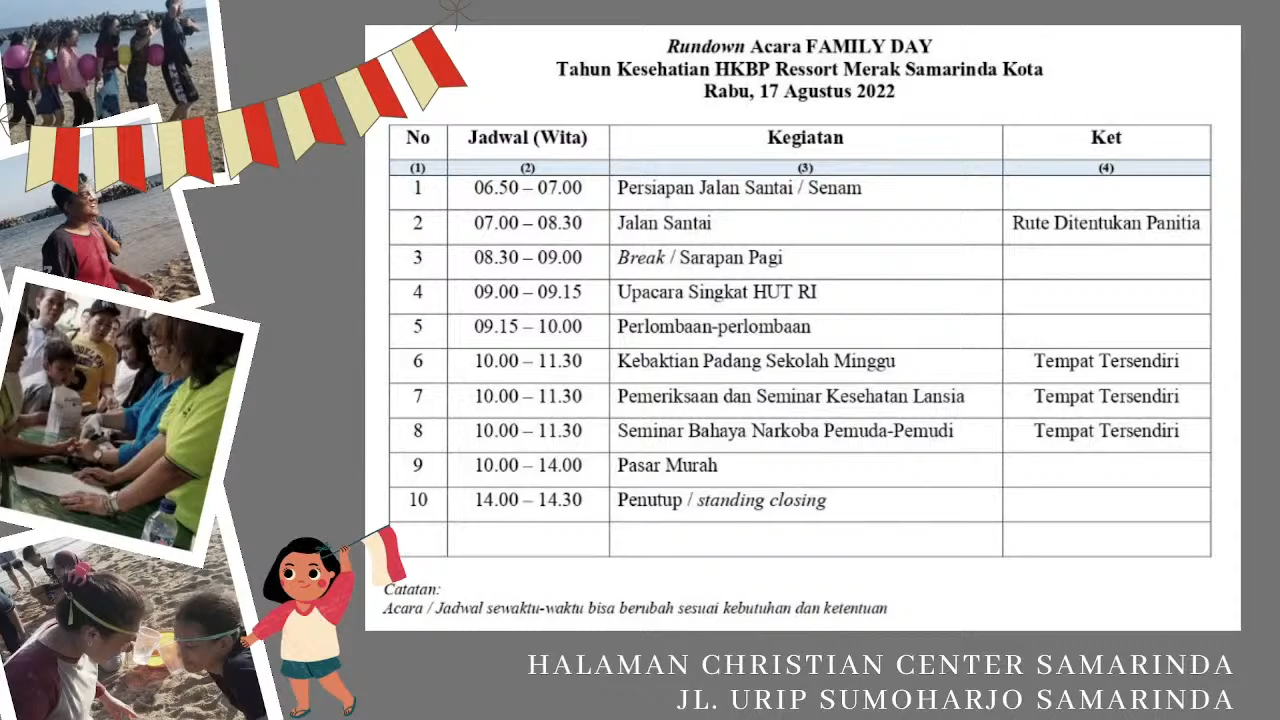 Rundown Acara FAMILY DAY
Tahun Kesehatian HKBP Ressort Merak Samarinda Kota
Rabu, 17 Agustus 2022
No Jadwal (Wita) Kegiatan Ket
(1) (2) (3) (4)
1 06.50 – 07.00 Persiapan Jalan Santai / Senam
2 07.00 – 08.30 Jalan Santai Rute Ditentukan Panitia
3 08.30 – 09.00 Break / Sarapan Pagi
4 09.00 – 09.15 Upacara Singkat HUT RI
5 09.15 – 10.00 Perlombaan-perlombaan
6 10.00 – 11.30 Kebaktian Padang Sekolah Minggu Tempat Tersendiri
7 10.00 – 11.30 Pemeriksaan dan Seminar Kesehatan Lansia Tempat Tersendiri
8 10.00 – 11.30 Seminar Bahaya Narkoba Pemuda-Pemudi Tempat Tersendiri
9 10.00 – 14.00 Pasar Murah
10 14.00 – 14.30 Penutup / standing closing
Catatan:
Acara / Jadwal sewaktu-waktu bisa berubah sesuai kebutuhan dan ketentuan
HALAMAN CHRISTIAN CENTER SAMARINDA
JL. URIP SUMOHARJO SAMARINDA